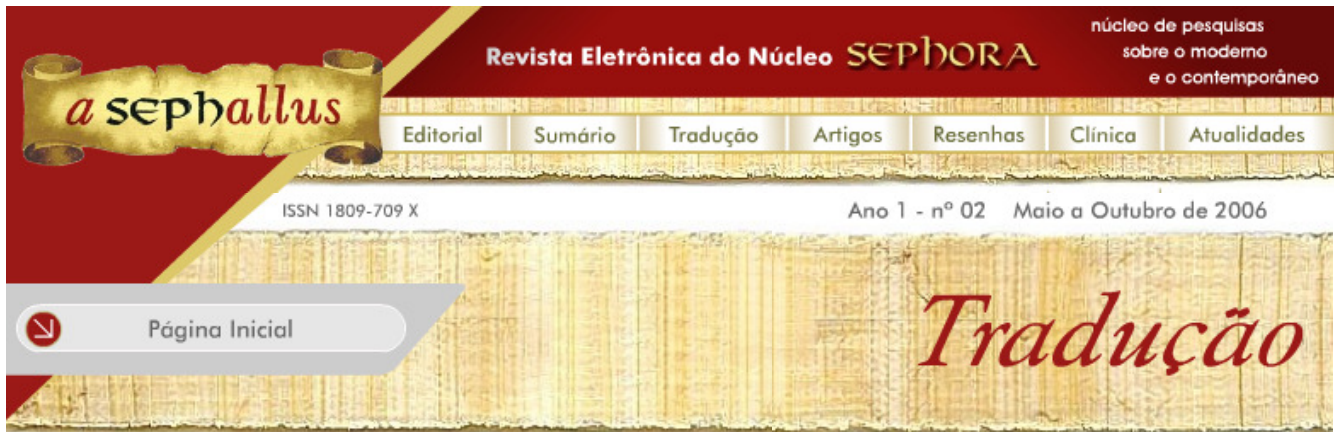 a sephallus
Revista Eletrônica do Núcleo SEPHORA
núcleo de pesquisas
sobre o moderno
e o contemporâneo
Editorial Sumário Tradução Artigos Resenhas Clínica Atualidades
ISSN 1809-709 X Ano 1 - nº 02 Maio a Outubro de 2006
Página Inicial
Tradução